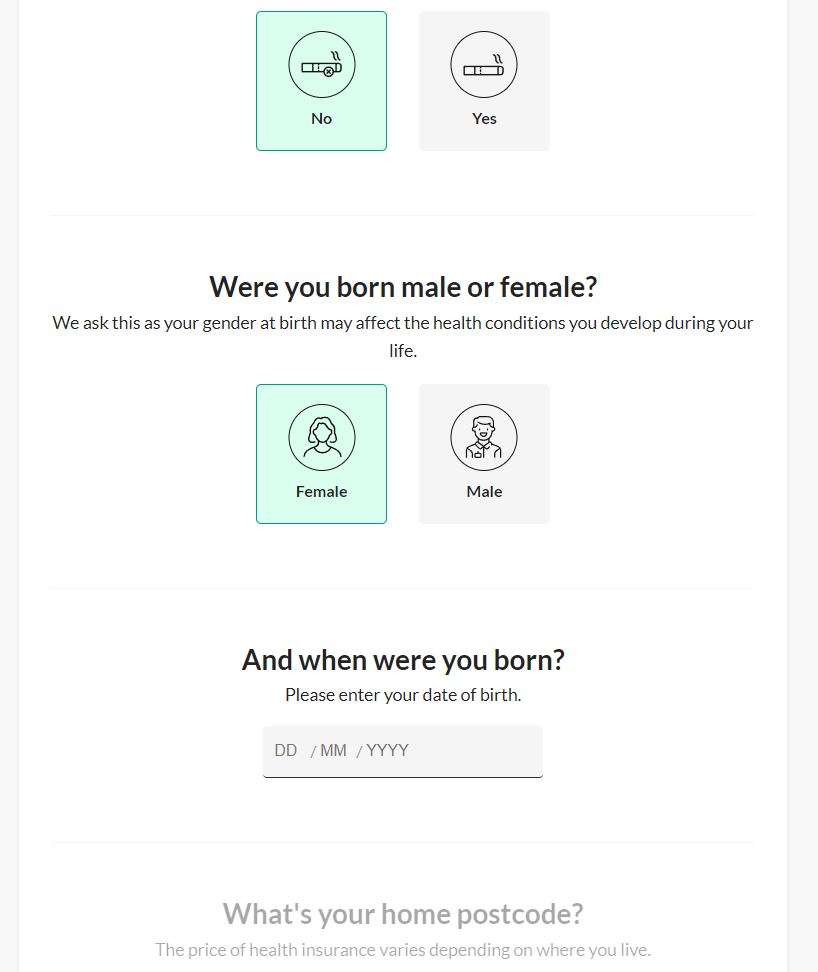 No
Yes
Were you born male or female?
We ask this as your gender at birth may affect the health conditions you develop during your
life.
Female
Male
And when were you born?
Please enter your date of birth.
DD / MM / YYYY
What's your home postcode?
The price of health insurance varies depending on where you live.